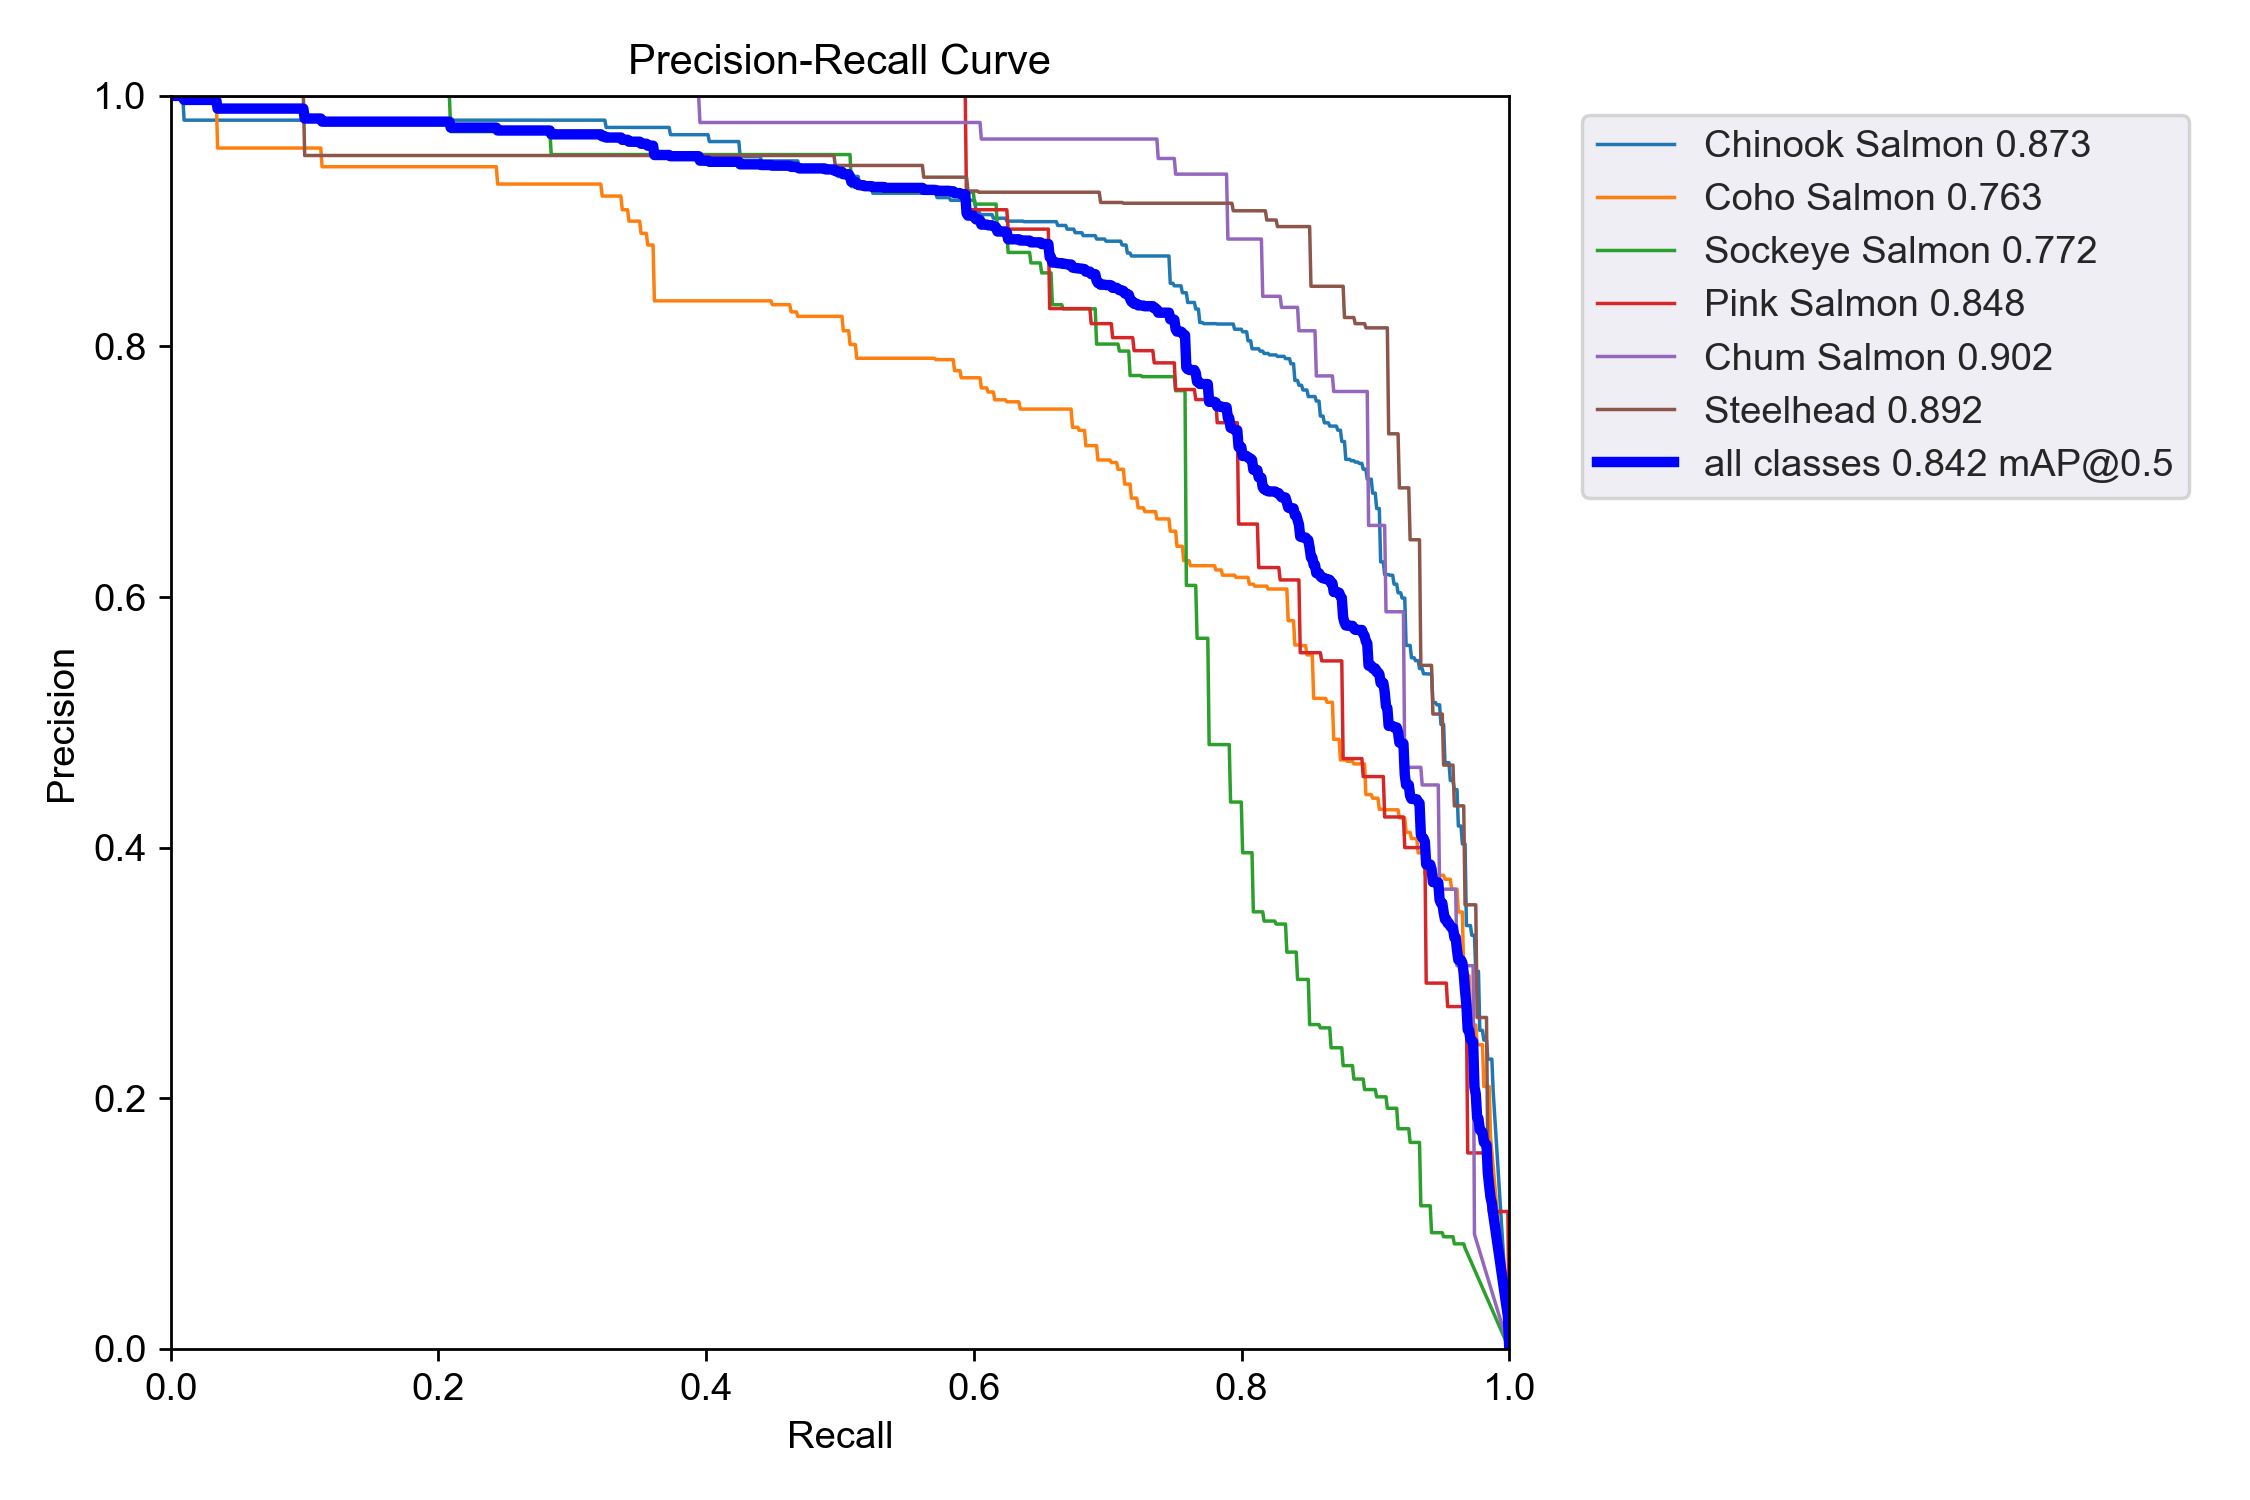 Precision-Recall Curve
1.0
0.8
0.6
0.4
0.2
0.0
Precision
0.0 0.2 0.4 0.6 0.8 1.0
Recall
Chinook Salmon 0.873
Coho Salmon 0.763
Sockeye Salmon 0.772
Pink Salmon 0.848
Chum Salmon 0.902
Steelhead 0.892
all classes 0.842 mAP@0.5